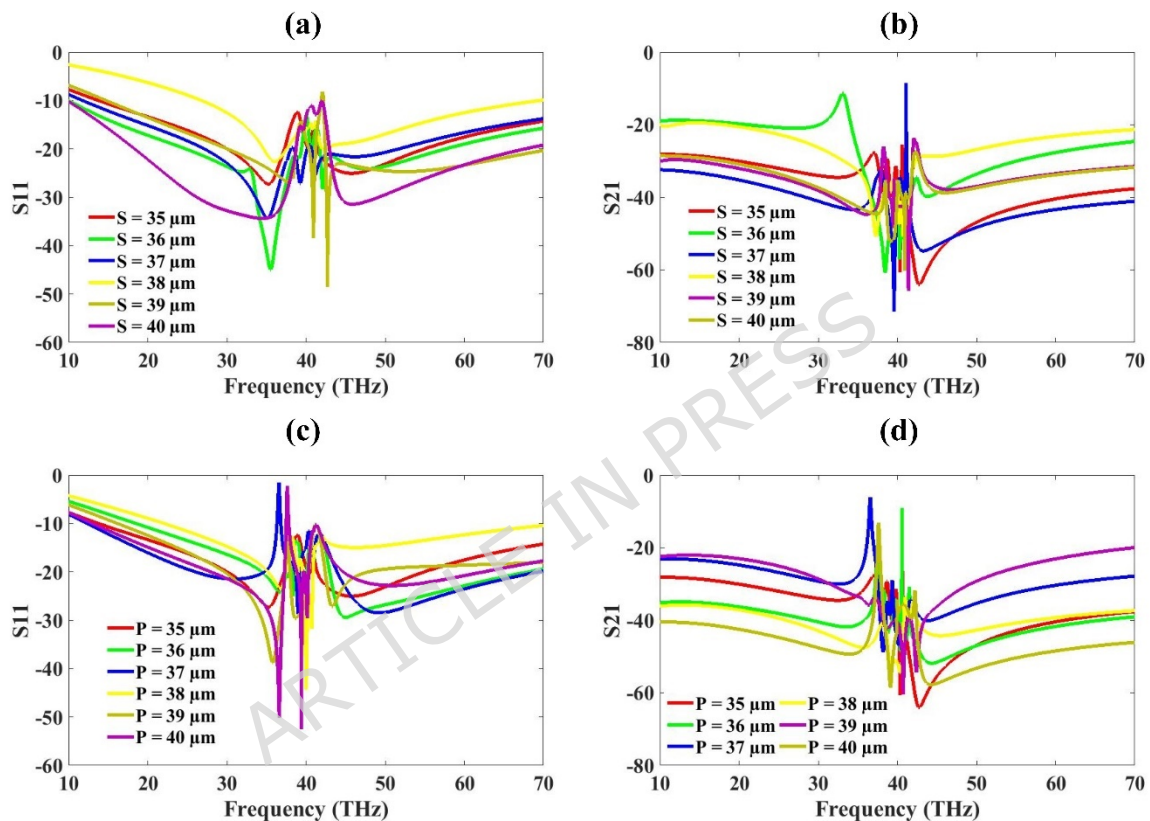 (a)
0
-10
-20
-30
-40
-50
-60
S11
S = 35 µm
S = 36 µm
S = 37 µm
S = 38 µm
S = 39 µm
S = 40 µm
10 20 30 40 50 60 70
Frequency (THz)
(b)
0
-20
-40
-60
-80
S21
S = 35 µm
S = 36 µm
S = 37 µm
S = 38 µm
S = 39 µm
S = 40 µm
10 20 30 40 50 60 70
Frequency (THz)
(c)
0
-10
-20
-30
-40
-50
-60
S11
P = 35 µm
P = 36 µm
P = 37 µm
P = 38 µm
P = 39 µm
P = 40 µm
10 20 30 40 50 60 70
Frequency (THz)
(d)
0
-20
-40
-60
-80
S21
P = 35 µm P = 38 µm
P = 36 µm P = 39 µm
P = 37 µm P = 40 µm
10 20 30 40 50 60 70
Frequency (THz)
ARTICLE IN PRESS